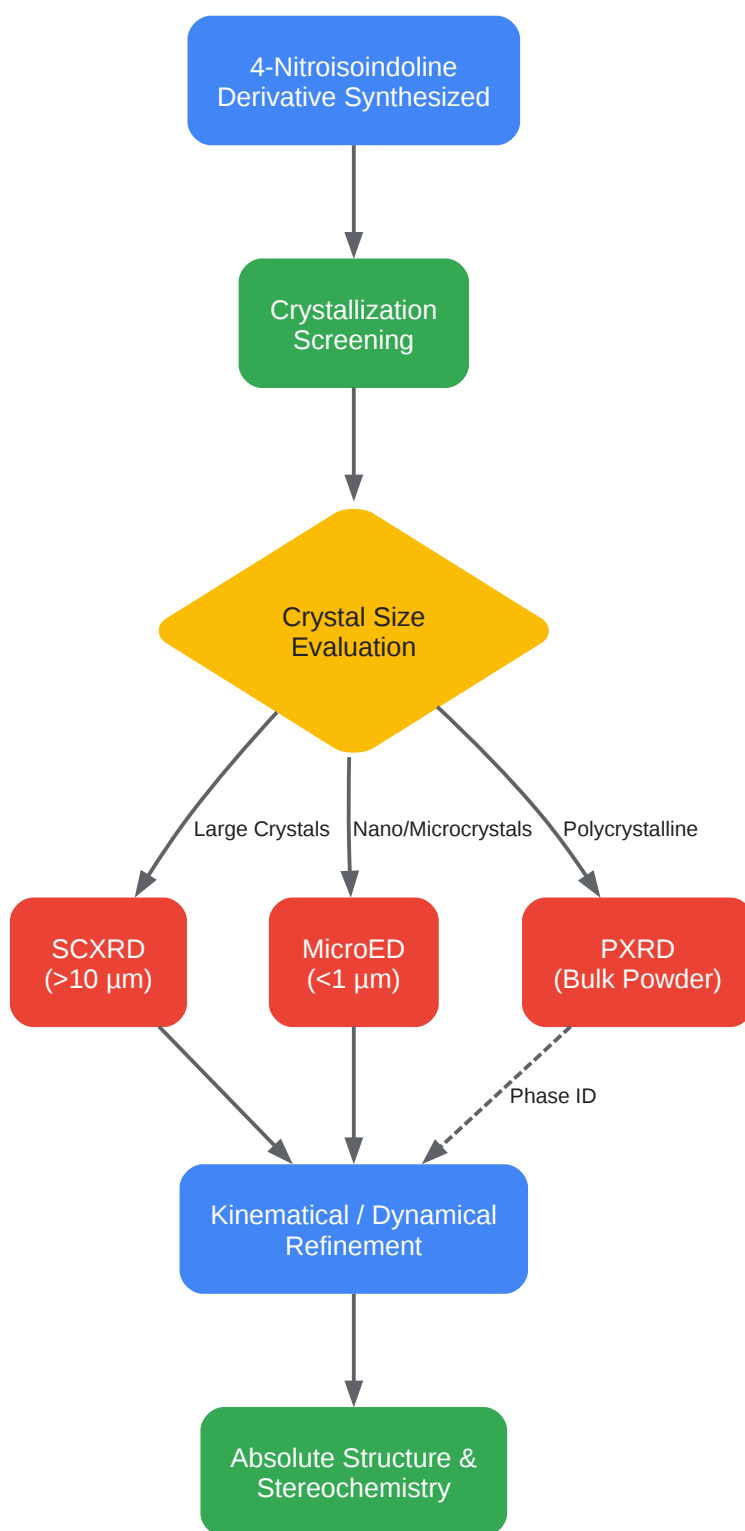 4-Nitroisoindoline
Derivative Synthesized
Crystallization
Screening
Crystal Size
Evaluation
Large Crystals
Nano/Microcrystals
Polycrystalline
SCXRD
(>10 µm)
MicroED
(<1 µm)
PXRD
(Bulk Powder)
Phase ID
Kinematical / Dynamical
Refinement
Absolute Structure &
Stereochemistry